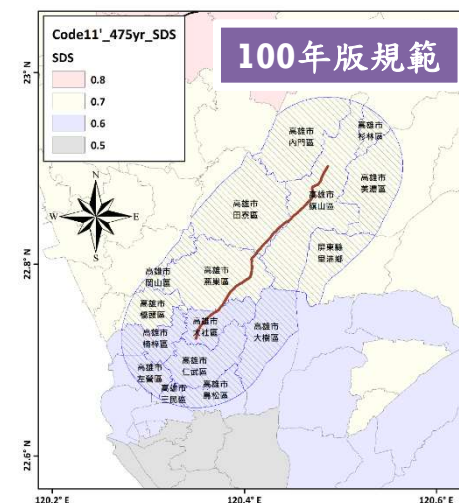 Code11'_475yr_SDS
SDS
0.8
0.7
0.6
0.5
100年版規範
23° N
22.8° N
22.6° N
120.2° E
120.4° E
120.6° E
N
W
E
S
高雄市
內門區
高雄市
杉林區
高雄市
美濃區
高雄市
旗山區
高雄市
田寮區
屏東縣
里港鄉
高雄市
岡山區
高雄市
燕巢區
高雄市
橋頭區
高雄市
大社區
高雄市
大樹區
高雄市
楠梓區
高雄市
仁武區
高雄市
左營區
高雄市
三民區
高雄市
鳥松區